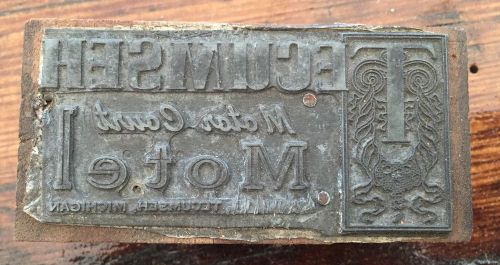 TECUMSEH
Motor Court
Motel
TECUMSEH, MICHIGAN